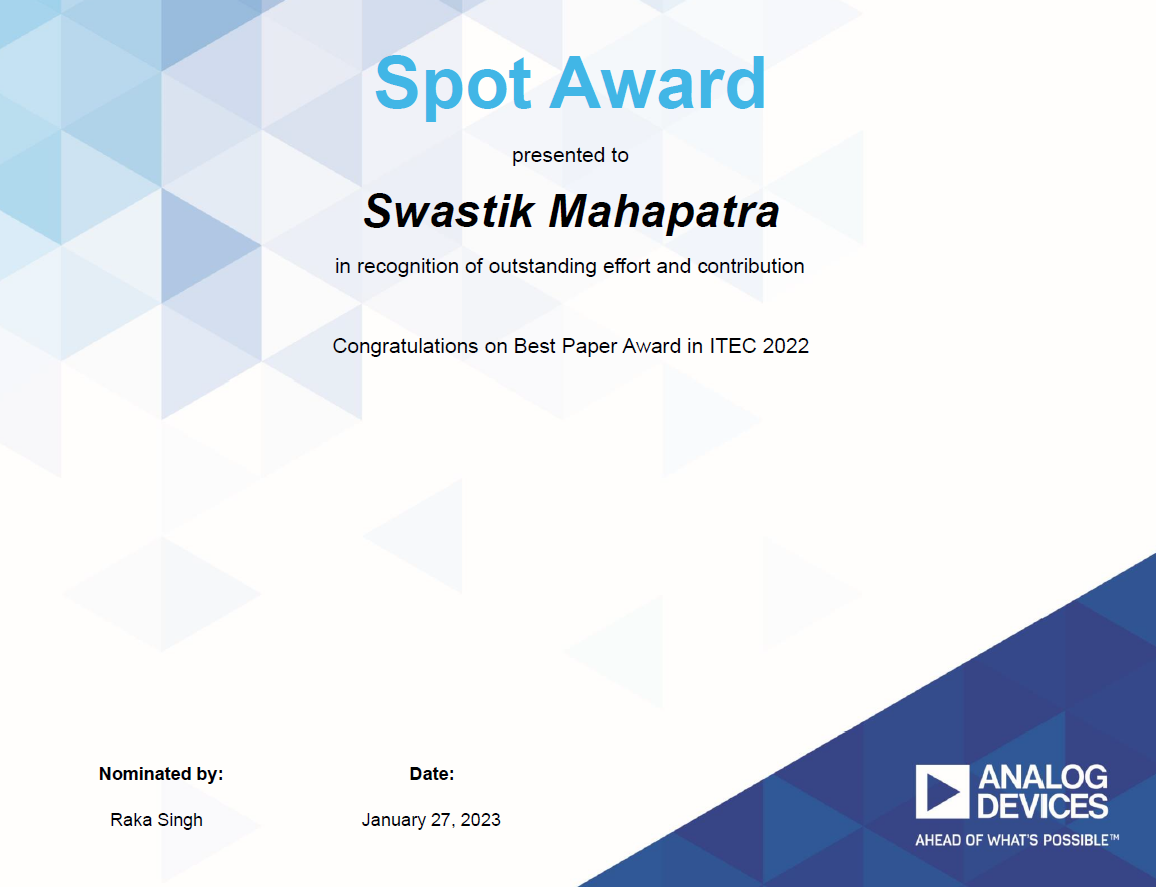 Spot Award
presented to
Swastik Mahapatra
in recognition of outstanding effort and contribution
Congratulations on Best Paper Award in ITEC 2022
Nominated by:
Date:
Raka Singh
January 27, 2023
ANALOG
DEVICES
AHEAD OF WHAT'S POSSIBLE™